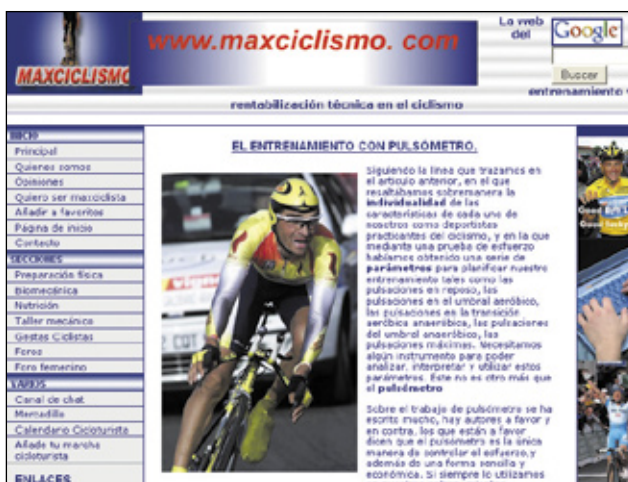 MAXCICLISMO
www.maxciclismo. com
La web
del
Google
Buscar
entrenamiento
rentabilización técnica en el ciclismo
INICIO
Principal
Quienes somos
Opiniones
Quiero ser maxciclista
Añadir a favoritos
Página de inicio
Contacto
SECCIONES
Preparación física
Biomecánica
Nutrición
Taller mecánico
Gestas Ciclistas
Foros
Foro femenino
VARIOS
Canal de chat
Mercadillo
Calendario Cicloturista
Añade tu marcha
cicloturista
ENLACES
EL ENTRENAMIENTO CON PULSÓMETRO.
Siguiendo la línea que trazamos en
el artículo anterior, en el que
resaltábamos sobremanera la
individualidad de las
características de cada uno de
nosotros como deportistas
practicantes del ciclismo, y en la que
mediante una prueba de esfuerzo
habíamos obtenido una serie de
parámetros para planificar nuestro
entrenamiento tales como las
pulsaciones en reposo, las
pulsaciones en el umbral aeróbico,
las pulsaciones en la transición
aeróbica anaeróbica, las pulsaciones
del umbral anaeróbico, las
pulsaciones máximas. Necesitamos
algún instrumento para poder
analizar, interpretar y utilizar estos
parámetros. Este no es otro más que
el pulsómetro
Sobre el trabajo de pulsómetro se ha
escrito mucho, hay autores a favor y
en contra, los que están a favor
dicen que el pulsómetro es la única
manera de controlar el esfuerzo,y
además de una forma sencilla y
económica. Si siempre lo utilizamos